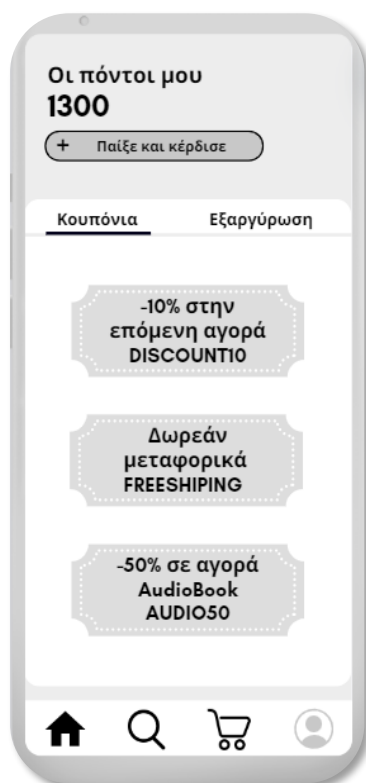 Οι πόντοι μου
1300
+ Παίξε και κέρδισε
Κουπόνια Εξαργύρωση
-10% στην
επόμενη αγορά
DISCOUNT10
Δωρεάν
μεταφορικά
FREESHIPING
-50% σε αγορά
AudioBook
AUDIO50